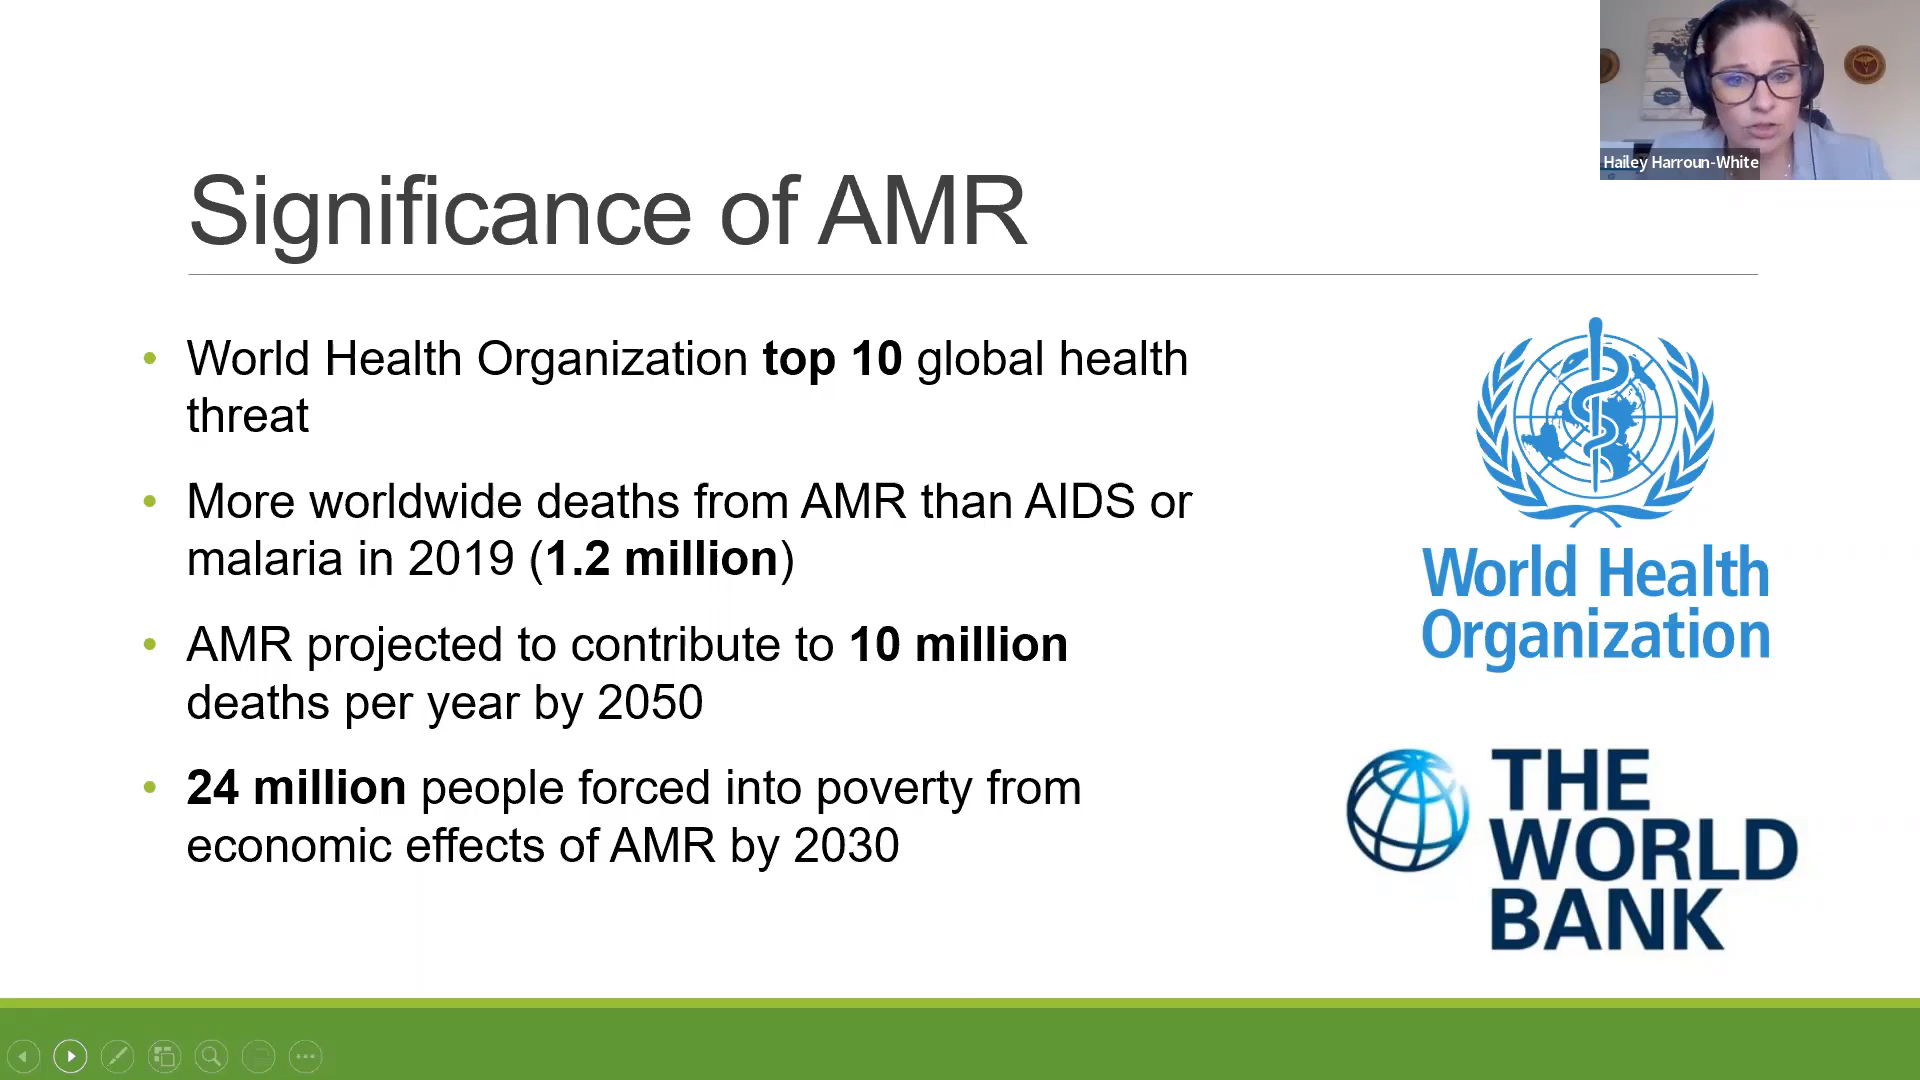 Hailey Harroun-White
Significance of AMR
• World Health Organization top 10 global health
threat
• More worldwide deaths from AMR than AIDS or
malaria in 2019 (1.2 million)
• AMR projected to contribute to 10 million
deaths per year by 2050
• 24 million people forced into poverty from
economic effects of AMR by 2030
World Health
Organization
THE
WORLD
BANK